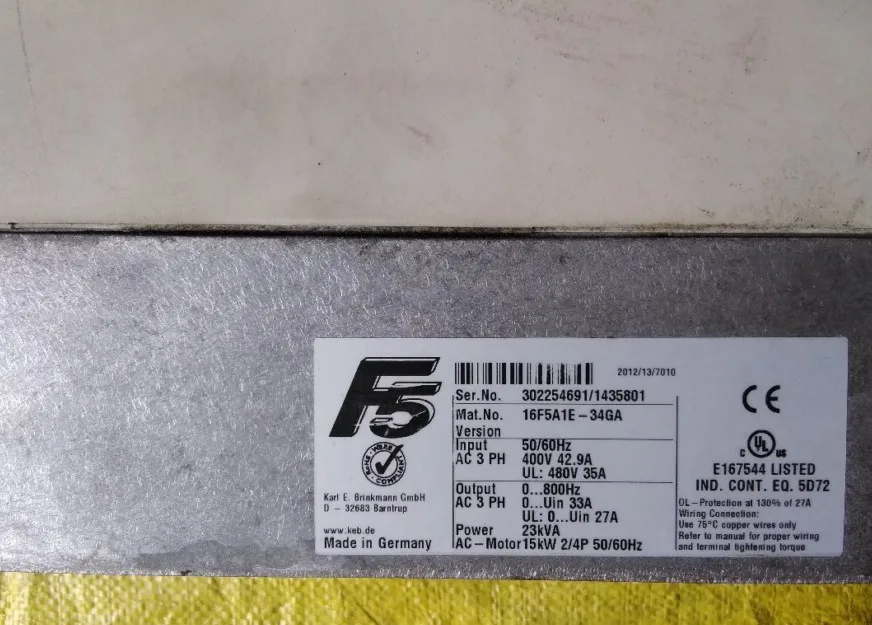 F5
2012/13/7010
Ser.No. 302254691/1435801
Mat.No. 16F5A1E-34GA
Version
Input 50/60Hz
AC 3 PH 400V 42.9A
UL: 480V 35A
Output 0...800Hz
AC 3 PH 0...Uin 33A
UL: 0...Uin 27A
Power 23kVA
AC-Motor 15kW 2/4P 50/60Hz
COMPLIANT
Karl E. Brinkmann GmbH
D - 32683 Barntrup
www.keb.de
Made in Germany
CE
C UL US
E167544 LISTED
IND. CONT. EQ. 5D72
OL-Protection at 130% of 27A
Wiring Connection:
Use 75°C copper wires only
Refer to manual for proper wiring
and terminal tightening torque